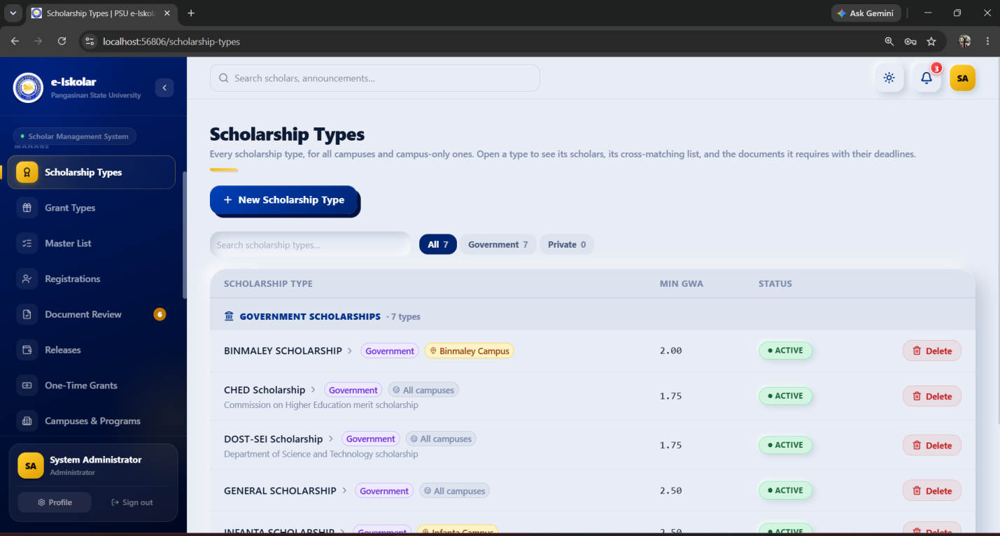 Scholarship Types | PSU e-Iskola
Ask Gemini
localhost:56806/scholarship-types
e-Iskolar
Pangasinan State University
Scholar Management System
MANAGE
Scholarship Types
Grant Types
Master List
Registrations
Document Review 6
Releases
One-Time Grants
Campuses & Programs
SA System Administrator
Administrator
Profile Sign out
Search scholars, announcements...
3
SA
Scholarship Types
Every scholarship type, for all campuses and campus-only ones. Open a type to see its scholars, its cross-matching list, and the documents it requires with their deadlines.
+ New Scholarship Type
Search scholarship types... All 7 Government 7 Private 0
SCHOLARSHIP TYPE MIN GWA STATUS
GOVERNMENT SCHOLARSHIPS · 7 types
BINMALEY SCHOLARSHIP > Government Binmaley Campus 2.00 ACTIVE Delete
CHED Scholarship > Government All campuses 1.75 ACTIVE Delete
Commission on Higher Education merit scholarship
DOST-SEI Scholarship > Government All campuses 1.75 ACTIVE Delete
Department of Science and Technology scholarship
GENERAL SCHOLARSHIP > Government All campuses 2.50 ACTIVE Delete
INFANTA SCHOLARSHIP > Government Infanta Campus 2.50 ACTIVE Delete